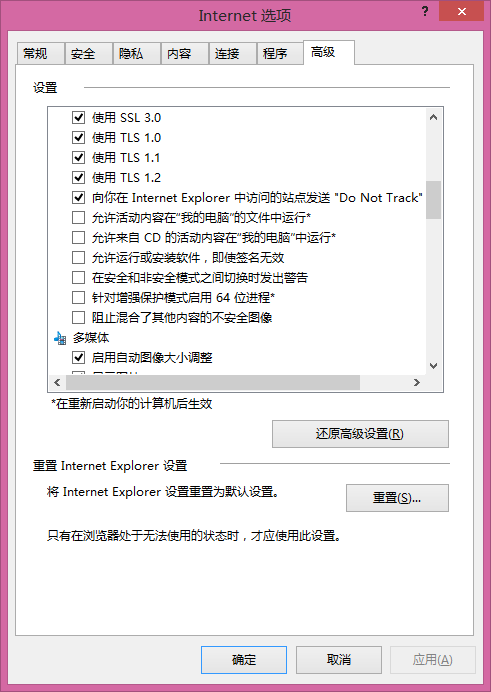 Internet 选项
?
常规 安全 隐私 内容 连接 程序 高级
设置
使用 SSL 3.0
使用 TLS 1.0
使用 TLS 1.1
使用 TLS 1.2
向你在 Internet Explorer 中访问的站点发送 "Do Not Track"
允许活动内容在"我的电脑"的文件中运行*
允许来自 CD 的活动内容在"我的电脑"中运行*
允许运行或安装软件，即使签名无效
在安全和非安全模式之间切换时发出警告
针对增强保护模式启用 64 位进程*
阻止混合了其他内容的不安全图像
多媒体
启用自动图像大小调整
*在重新启动你的计算机后生效
还原高级设置(R)
重置 Internet Explorer 设置
将 Internet Explorer 设置重置为默认设置。
重置(S)...
只有在浏览器处于无法使用的状态时，才应使用此设置。
确定 取消 应用(A)